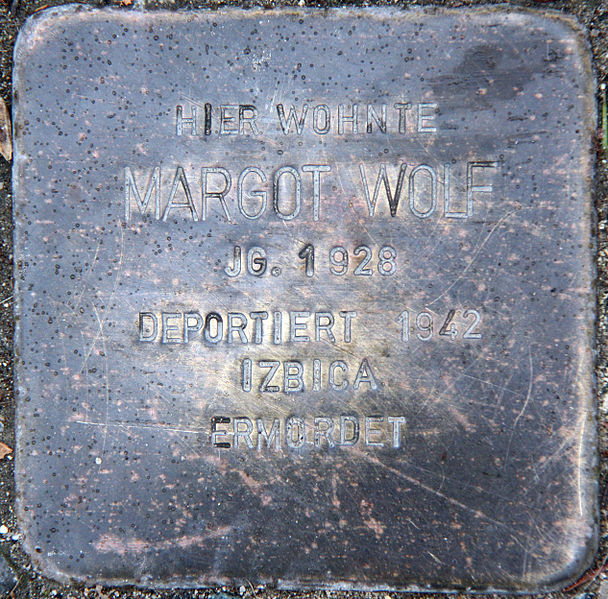 HIER WOHNTE
MARGOT WOLF
JG. 1928
DEPORTIERT 1942
IZBICA
ERMORDET